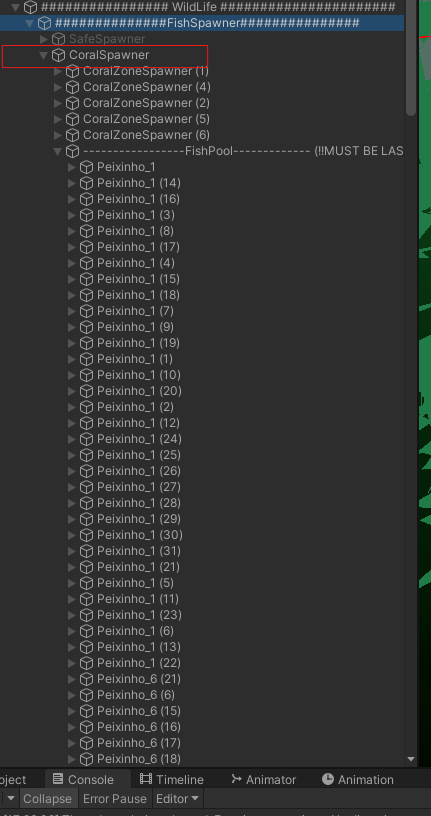 ################ WildLife ######################
##############FishSpawner###############
SafeSpawner
CoralSpawner
CoralZoneSpawner (1)
CoralZoneSpawner (4)
CoralZoneSpawner (2)
CoralZoneSpawner (5)
CoralZoneSpawner (6)
------------------FishPool------------- (!!MUST BE LAS
Peixinho_1
Peixinho_1 (14)
Peixinho_1 (16)
Peixinho_1 (3)
Peixinho_1 (8)
Peixinho_1 (17)
Peixinho_1 (4)
Peixinho_1 (15)
Peixinho_1 (18)
Peixinho_1 (7)
Peixinho_1 (9)
Peixinho_1 (19)
Peixinho_1 (1)
Peixinho_1 (10)
Peixinho_1 (20)
Peixinho_1 (2)
Peixinho_1 (12)
Peixinho_1 (24)
Peixinho_1 (25)
Peixinho_1 (26)
Peixinho_1 (27)
Peixinho_1 (28)
Peixinho_1 (29)
Peixinho_1 (30)
Peixinho_1 (31)
Peixinho_1 (21)
Peixinho_1 (5)
Peixinho_1 (11)
Peixinho_1 (23)
Peixinho_1 (6)
Peixinho_1 (13)
Peixinho_1 (22)
Peixinho_6 (21)
Peixinho_6 (6)
Peixinho_6 (15)
Peixinho_6 (16)
Peixinho_6 (17)
Peixinho_6 (18)
oject Console Timeline Animator Animation
Collapse Error Pause Editor